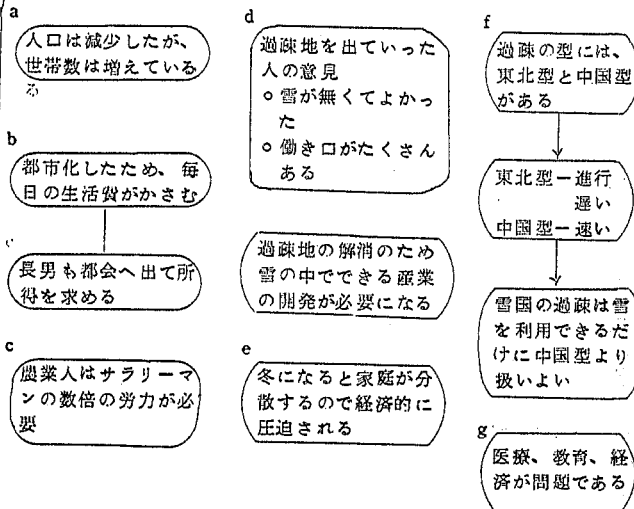 a
人口は減少したが、
世帯数は増えている
る
b
都市化したため、毎
日の生活費がかさむ
長男も都会へ出て所
得を求める
c
農業人はサラリーマ
ンの数倍の労力が必
要
d
過疎地を出ていった
人の意見
○ 雪が無くてよかっ
た
○ 働き口がたくさん
ある
過疎地の解消のため
雪の中でできる産業
の開発が必要になる
e
冬になると家庭が分
散するので経済的に
圧迫される
f
過疎の型には、
東北型と中国型
がある
東北型ー進行
遅い
中国型ー速い
雪国の過疎は雪
を利用できるだ
けに中国型より
扱いよい
g
医療、教育、経
済が問題である